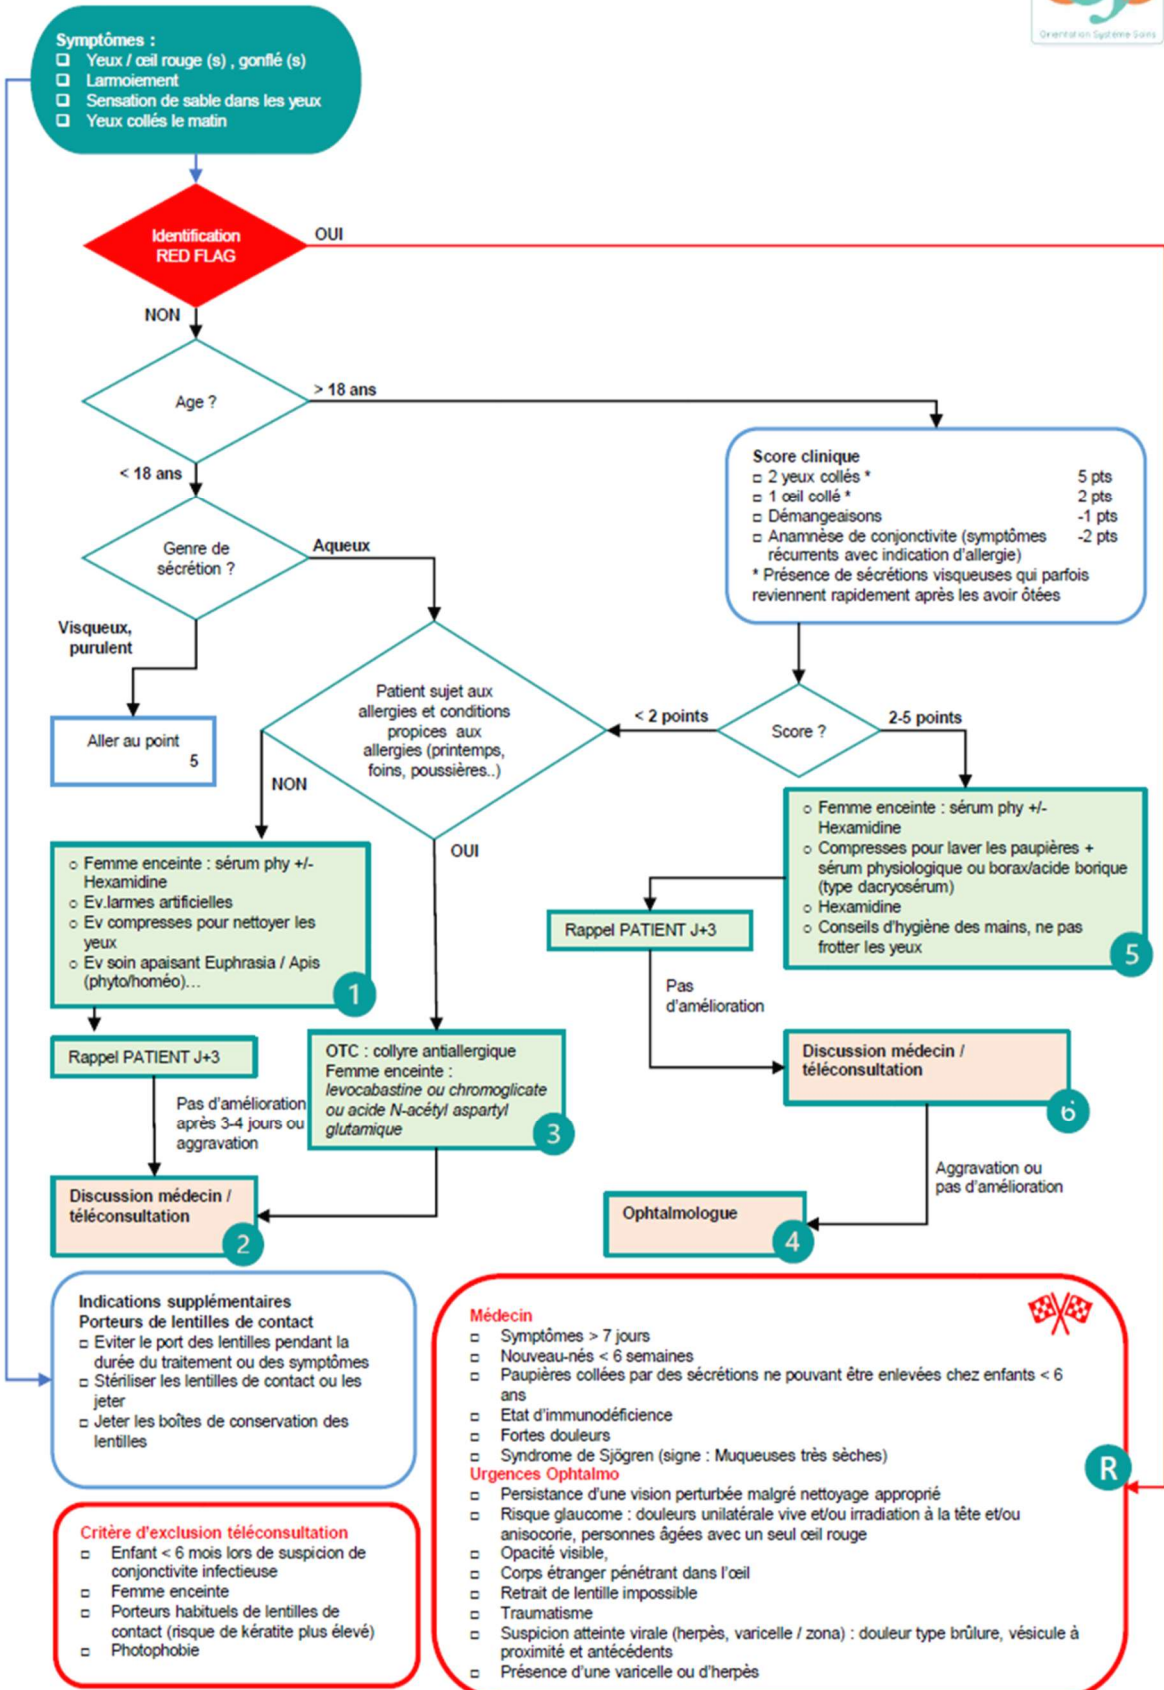 Orientation Système Soins
Symptômes :
Yeux / œil rouge (s) , gonflé (s)
Larmoiement
Sensation de sable dans les yeux
Yeux collés le matin
Identification
RED FLAG
OUI
NON
Age ?
> 18 ans
< 18 ans
Score clinique
2 yeux collés * 5 pts
1 œil collé * 2 pts
Démangeaisons -1 pts
Anamnèse de conjonctivite (symptômes -2 pts
récurrents avec indication d'allergie)
* Présence de sécrétions visqueuses qui parfois
reviennent rapidement après les avoir ôtées
Genre de
sécrétion ?
Aqueux
Visqueux,
purulent
Aller au point
5
Patient sujet aux
allergies et conditions
propices aux
allergies (printemps,
foins, poussières..)
< 2 points
Score ?
2-5 points
NON
OUI
Femme enceinte : sérum phy +/-
Hexamidine
Ev.larmes artificielles
Ev compresses pour nettoyer les
yeux
Ev soin apaisant Euphrasia / Apis
(phyto/homéo)…
1
Femme enceinte : sérum phy +/-
Hexamidine
Compresses pour laver les paupières +
sérum physiologique ou borax/acide borique
(type dacryosérum)
Hexamidine
Conseils d'hygiène des mains, ne pas
frotter les yeux
5
Rappel PATIENT J+3
Pas
d'amélioration
Rappel PATIENT J+3
Pas d'amélioration
après 3-4 jours ou
aggravation
OTC : collyre antiallergique
Femme enceinte :
levocabastine ou chromoglicate
ou acide N-acétyl aspartyl
glutamique
3
Discussion médecin /
téléconsultation
6
Aggravation ou
pas d'amélioration
Discussion médecin /
téléconsultation
2
Ophtalmologue
4
Indications supplémentaires
Porteurs de lentilles de contact
Eviter le port des lentilles pendant la
durée du traitement ou des symptômes
Stériliser les lentilles de contact ou les
jeter
Jeter les boîtes de conservation des
lentilles
Critère d'exclusion téléconsultation
Enfant < 6 mois lors de suspicion de
conjonctivite infectieuse
Femme enceinte
Porteurs habituels de lentilles de
contact (risque de kératite plus élevé)
Photophobie
Médecin
Symptômes > 7 jours
Nouveau-nés < 6 semaines
Paupières collées par des sécrétions ne pouvant être enlevées chez enfants < 6
ans
Etat d'immunodéficience
Fortes douleurs
Syndrome de Sjögren (signe : Muqueuses très sèches)
Urgences Ophtalmo
Persistance d'une vision perturbée malgré nettoyage approprié
Risque glaucome : douleurs unilatérale vive et/ou irradiation à la tête et/ou
anisocorie, personnes âgées avec un seul œil rouge
Opacité visible,
Corps étranger pénétrant dans l'œil
Retrait de lentille impossible
Traumatisme
Suspicion atteinte virale (herpès, varicelle / zona) : douleur type brûlure, vésicule à
proximité et antécédents
Présence d'une varicelle ou d'herpès
R